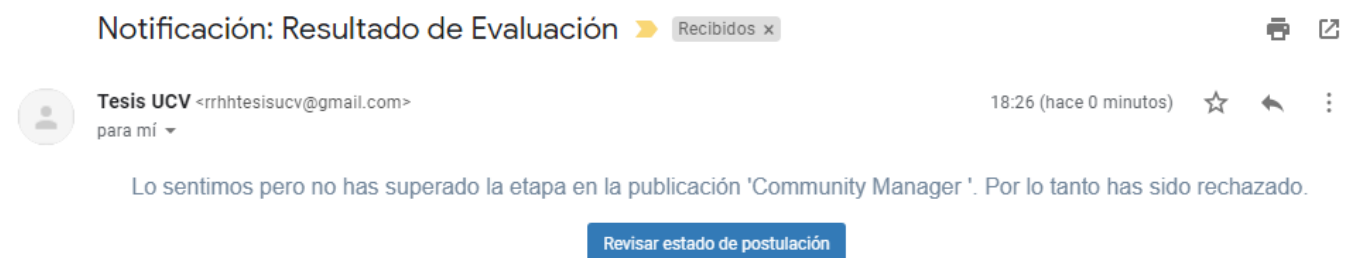 Notificación: Resultado de Evaluación Recibidos x
Tesis UCV <rrhhtesisucv@gmail.com> 18:26 (hace 0 minutos)
para mí
Lo sentimos pero no has superado la etapa en la publicación 'Community Manager '. Por lo tanto has sido rechazado.
Revisar estado de postulación